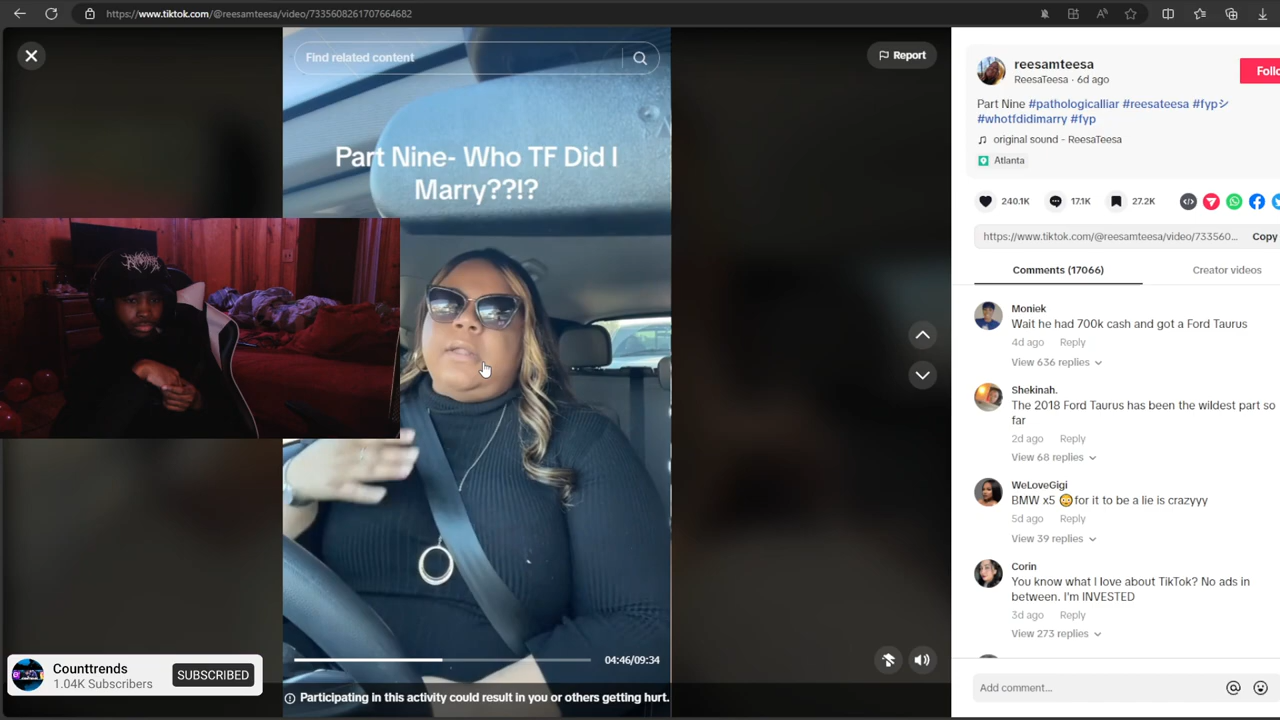 https://www.tiktok.com/@reesamteesa/video/7335608261707664682
Find related content
Report
Part Nine- Who TF Did I
Marry??!?
04:46/09:34
Participating in this activity could result in you or others getting hurt.
Counttrends
1.04K Subscribers
SUBSCRIBED
reesamteesa
ReesaTeesa · 6d ago
Follo
Part Nine #pathologicalliar #reesateesa #fypシ
#whotfdidimarry #fyp
original sound - ReesaTeesa
Atlanta
240.1K
17.1K
27.2K
https://www.tiktok.com/@reesamteesa/video/733560...
Copy
Comments (17066)
Creator videos
Moniek
Wait he had 700k cash and got a Ford Taurus
4d ago Reply
View 636 replies
Shekinah.
The 2018 Ford Taurus has been the wildest part so
far
2d ago Reply
View 68 replies
WeLoveGigi
BMW x5 😳for it to be a lie is crazyyy
5d ago Reply
View 39 replies
Corin
You know what I love about TikTok? No ads in
between. I'm INVESTED
3d ago Reply
View 273 replies
Add comment...